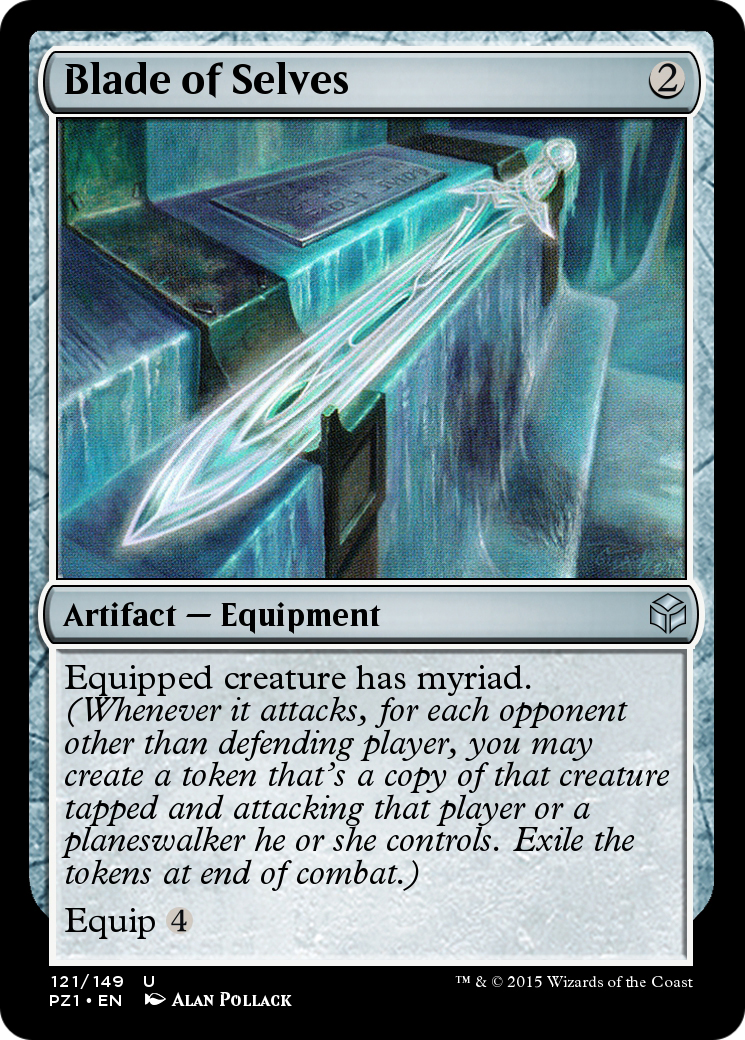 Blade of Selves 2
Artifact — Equipment
Equipped creature has myriad.
(Whenever it attacks, for each opponent
other than defending player, you may
create a token that's a copy of that creature
tapped and attacking that player or a
planeswalker he or she controls. Exile the
tokens at end of combat.)
Equip 4
121/149 U
™ & © 2015 Wizards of the Coast
PZ1 • EN Alan Pollack